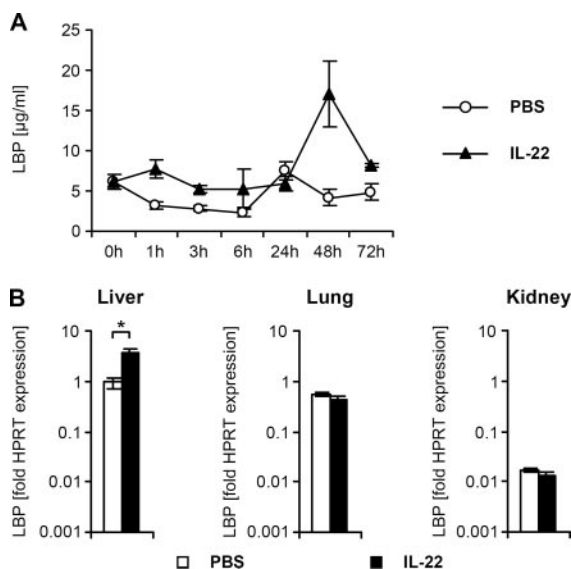 A
LBP [µg/ml]
25
20
15
10
5
0
0h 1h 3h 6h 24h 48h 72h
PBS
IL-22
B
Liver Lung Kidney
LBP [fold HPRT expression]
10
1
0.1
0.01
0.001
*
LBP [fold HPRT expression]
10
1
0.1
0.01
0.001
LBP [fold HPRT expression]
10
1
0.1
0.01
0.001
PBS IL-22